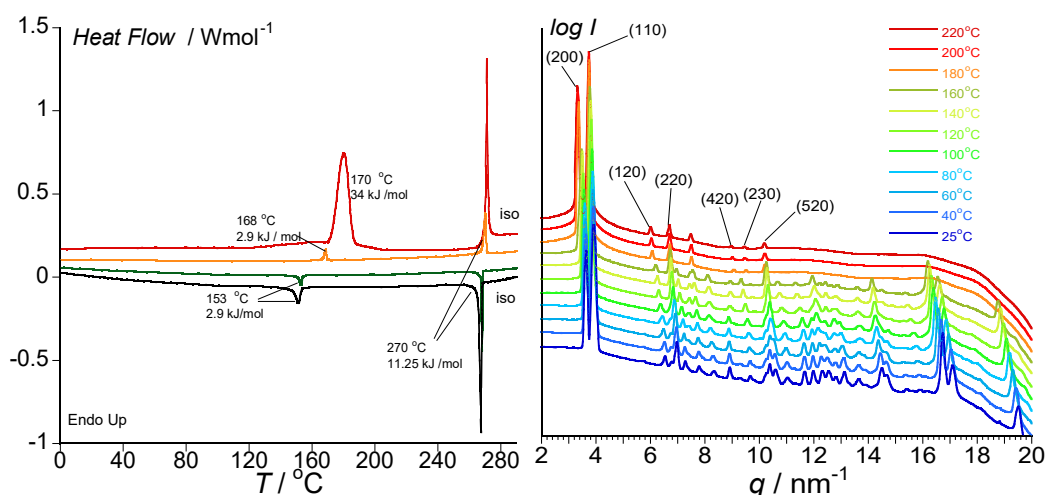 Heat Flow / Wmol-1
1.5
1
0.5
0
-0.5
-1
170 °C
34 kJ /mol
168 °C
2.9 kJ / mol
iso
153 °C
2.9 kJ/mol
iso
270 °C
11.25 kJ /mol
Endo Up
0 40 80 120 160 200 240 280
T / °C
log I
(200)
(110)
(120)
(220)
(420)
(230)
(520)
220°C
200°C
180°C
160°C
140°C
120°C
100°C
80°C
60°C
40°C
25°C
2 4 6 8 10 12 14 16 18 20
q / nm-1